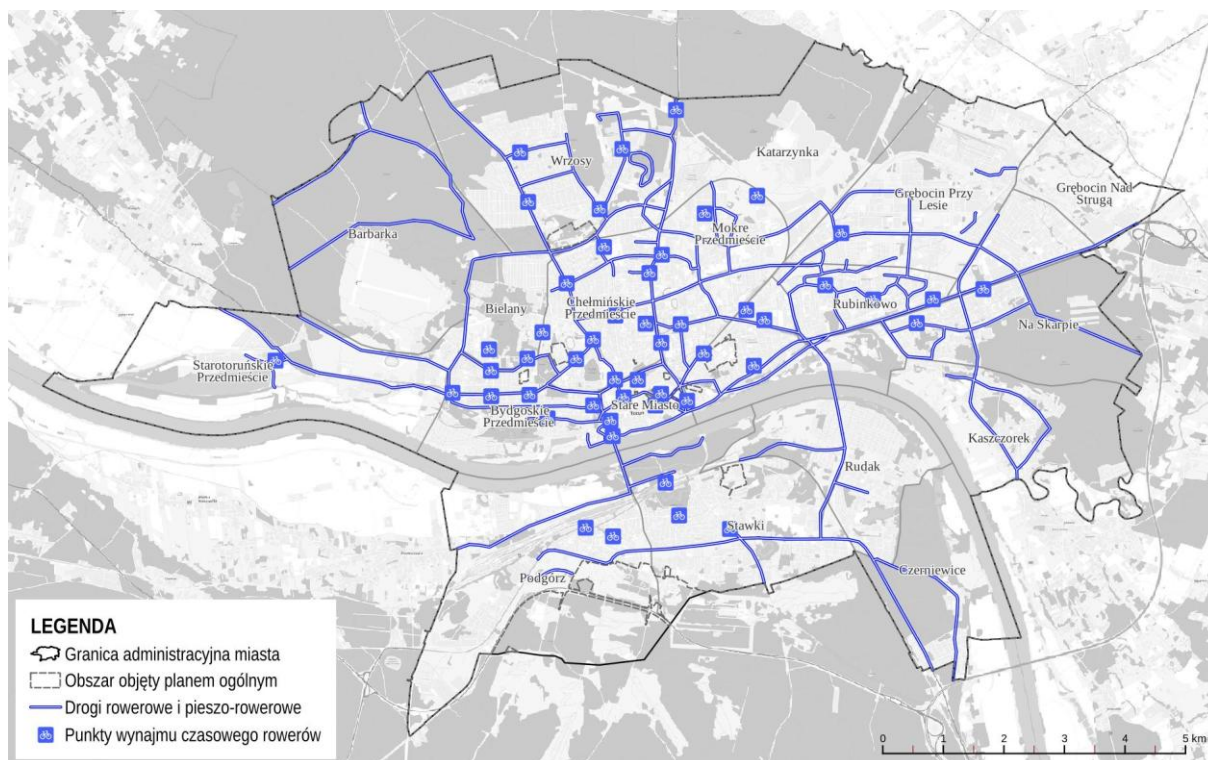 Katarzynka
Wrzosy
Grębocin Nad
Strugą
Grębocin Przy
Lesie
Mokre
Przedmieście
Barbarka
Chełmińskie
Przedmieście
Bielany
Rubinkowo
Na Skarpie
Starotoruńskie
Przedmieście
Stare Miasto
Bydgoskie
Przedmieście
Kaszczorek
Rudak
Stawki
Czerniewice
Podgórz
LEGENDA
Granica administracyjna miasta
Obszar objęty planem ogólnym
Drogi rowerowe i pieszo-rowerowe
Punkty wynajmu czasowego rowerów
0 1 2 3 4 5 km